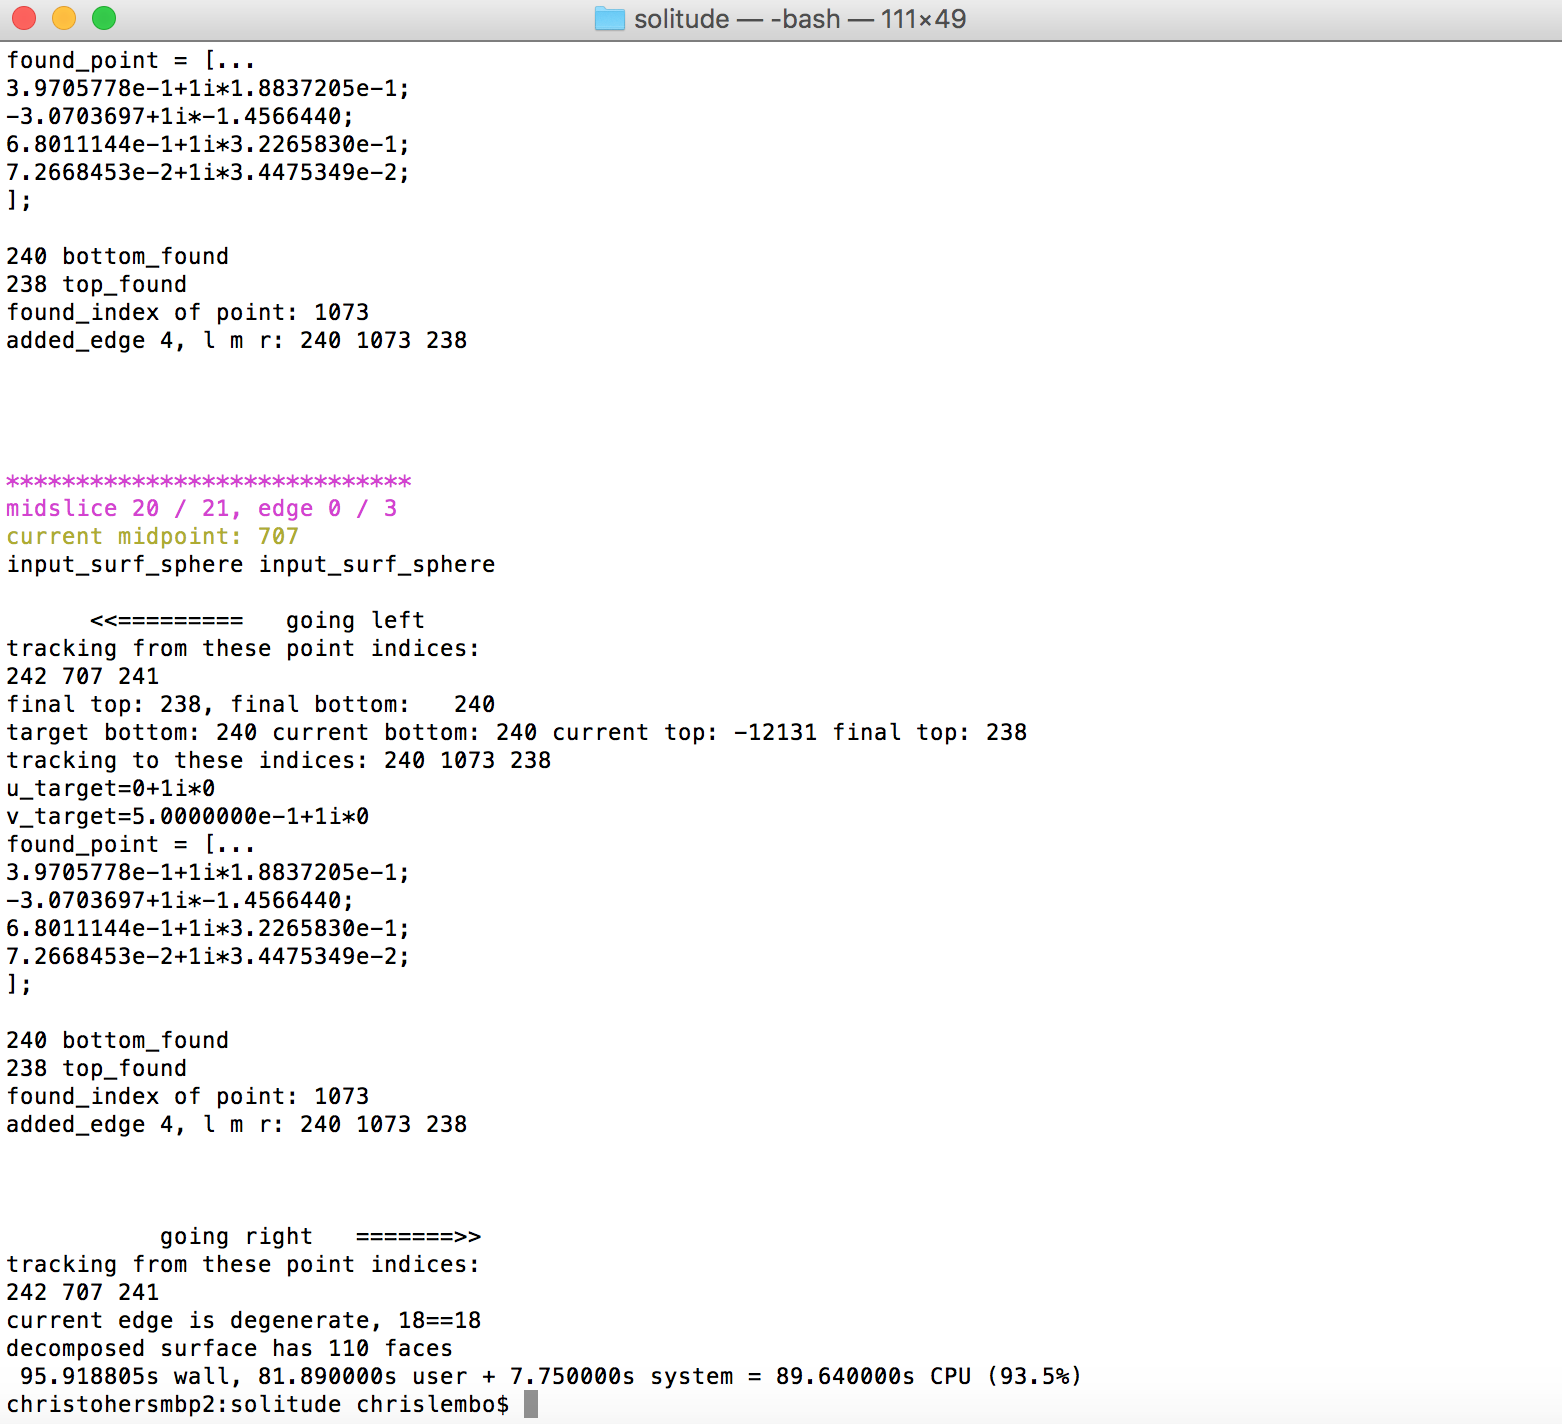 solitude — -bash — 111×49
found_point = [...
3.9705778e-1+1i*1.8837205e-1;
-3.0703697+1i*-1.4566440;
6.8011144e-1+1i*3.2265830e-1;
7.2668453e-2+1i*3.4475349e-2;
];
240 bottom_found
238 top_found
found_index of point: 1073
added_edge 4, l m r: 240 1073 238
*****************************
midslice 20 / 21, edge 0 / 3
current midpoint: 707
input_surf_sphere input_surf_sphere
<<=========   going left
tracking from these point indices:
242 707 241
final top: 238, final bottom:   240
target bottom: 240 current bottom: 240 current top: -12131 final top: 238
tracking to these indices: 240 1073 238
u_target=0+1i*0
v_target=5.0000000e-1+1i*0
found_point = [...
3.9705778e-1+1i*1.8837205e-1;
-3.0703697+1i*-1.4566440;
6.8011144e-1+1i*3.2265830e-1;
7.2668453e-2+1i*3.4475349e-2;
];
240 bottom_found
238 top_found
found_index of point: 1073
added_edge 4, l m r: 240 1073 238
going right   =======>>
tracking from these point indices:
242 707 241
current edge is degenerate, 18==18
decomposed surface has 110 faces
95.918805s wall, 81.890000s user + 7.750000s system = 89.640000s CPU (93.5%)
christohersmbp2:solitude chrislembo$